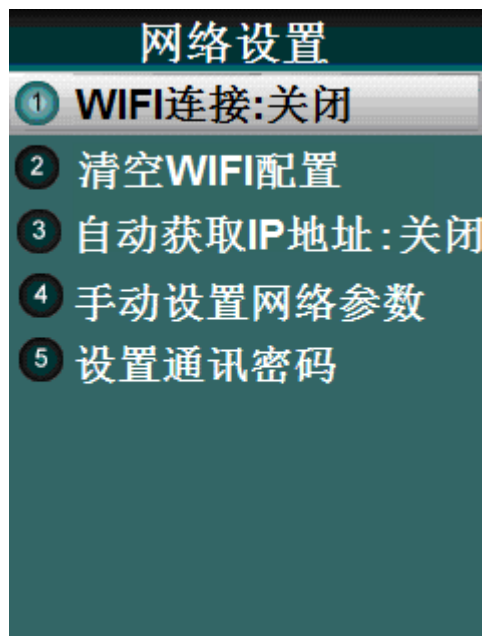 网络设置
1 WIFI连接:关闭
2 清空WIFI配置
3 自动获取IP地址:关闭
4 手动设置网络参数
5 设置通讯密码